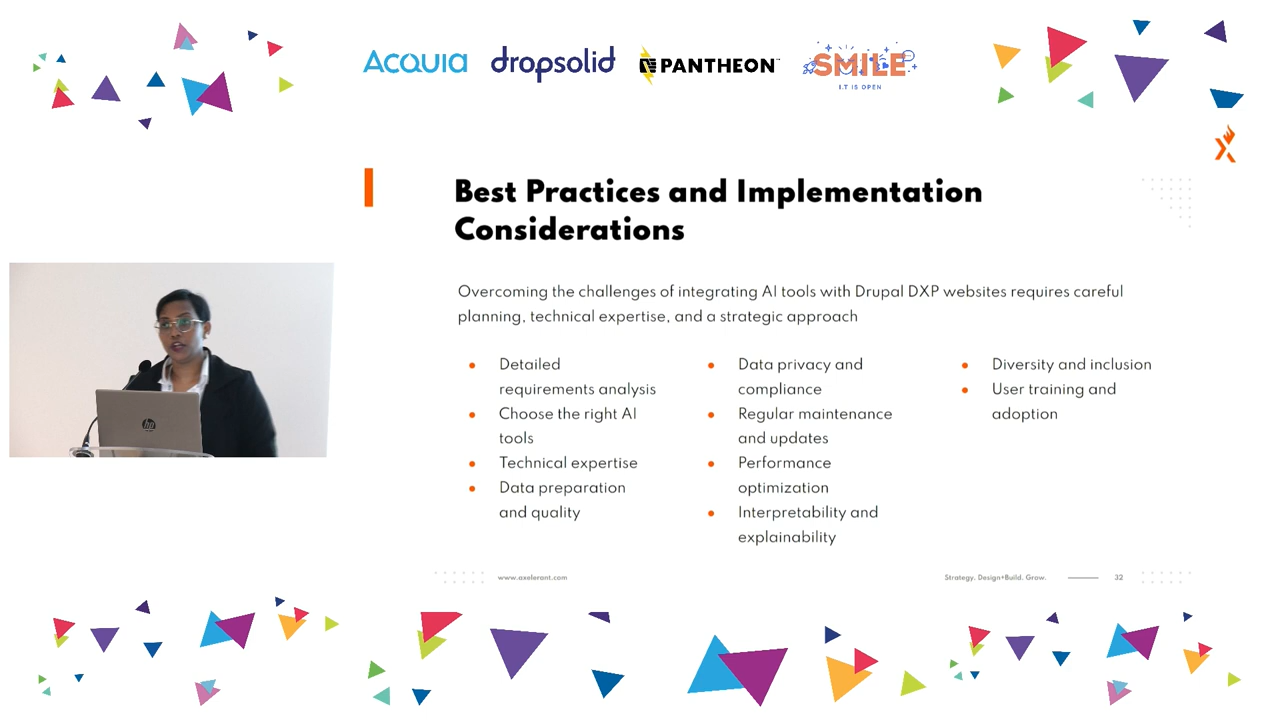 Acquia
dropsolid
PANTHEON
SMILE
I.T IS OPEN
Best Practices and Implementation
Considerations
Overcoming the challenges of integrating AI tools with Drupal DXP websites requires careful
planning, technical expertise, and a strategic approach
Detailed
requirements analysis
Choose the right AI
tools
Technical expertise
Data preparation
and quality
Data privacy and
compliance
Regular maintenance
and updates
Performance
optimization
Interpretability and
explainability
Diversity and inclusion
User training and
adoption
hp
www.axelerant.com
Strategy. Design+Build. Grow.
32